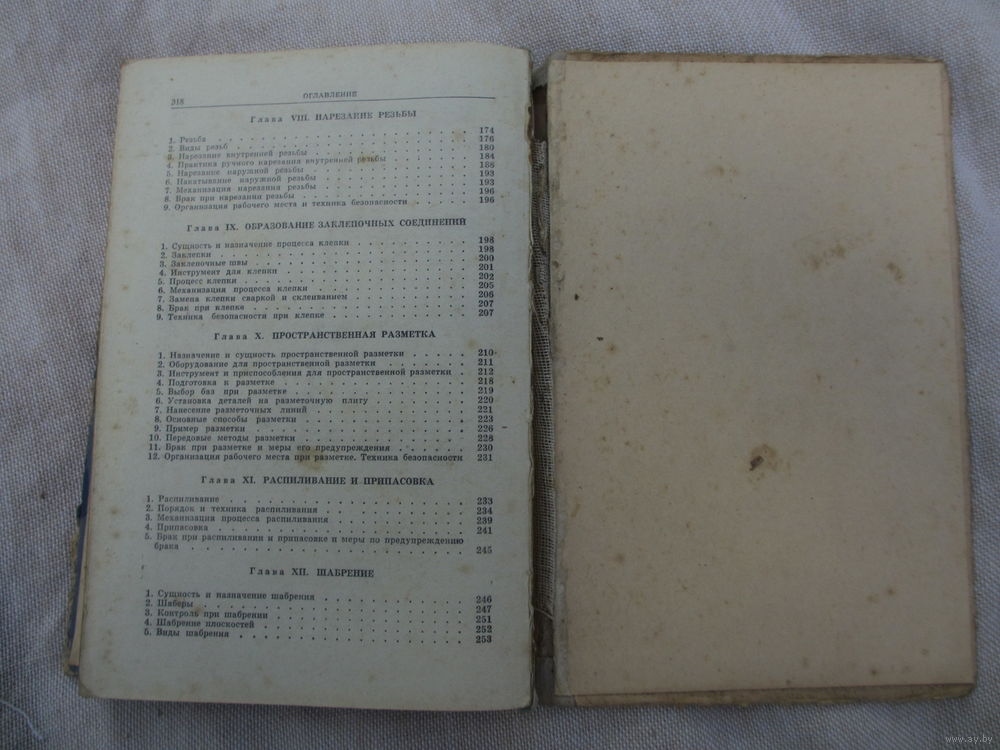 318
ОГЛАВЛЕНИЕ
Глава VIII. НАРЕЗАНИЕ РЕЗЬБЫ
1. Резьба . . . 174
2. Виды резьб . . . 176
3. Нарезание внутренней резьбы . . . 180
4. Практика ручного нарезания внутренней резьбы . . . 184
5. Нарезание наружной резьбы . . . 188
6. Накатывание наружной резьбы . . . 193
7. Механизация нарезания резьбы . . . 193
8. Брак при нарезании резьбы . . . 196
9. Организация рабочего места и техника безопасности . . . 196
Глава IX. ОБРАЗОВАНИЕ ЗАКЛЕПОЧНЫХ СОЕДИНЕНИЙ
1. Сущность и назначение процесса клепки . . . 198
2. Заклепки . . . 198
3. Заклепочные швы . . . 200
4. Инструмент для клепки . . . 201
5. Процесс клепки . . . 202
6. Механизация процесса клепки . . . 205
7. Замена клепки сваркой и склеиванием . . . 206
8. Брак при клепке . . . 207
9. Техника безопасности при клепке . . . 207
Глава X. ПРОСТРАНСТВЕННАЯ РАЗМЕТКА
1. Назначение и сущность пространственной разметки . . . 210
2. Оборудование для пространственной разметки . . . 211
3. Инструмент и приспособления для пространственной разметки . . . 212
4. Подготовка к разметке . . . 218
5. Выбор баз при разметке . . . 219
6. Установка деталей на разметочную плиту . . . 220
7. Нанесение разметочных линий . . . 221
8. Основные способы разметки . . . 223
9. Пример разметки . . . 226
10. Передовые методы разметки . . . 228
11. Брак при разметке и меры его предупреждения . . . 230
12. Организация рабочего места при разметке. Техника безопасности 231
Глава XI. РАСПИЛИВАНИЕ И ПРИПАСОВКА
1. Распиливание . . . 233
2. Порядок и техника распиливания . . . 234
3. Механизация процесса распиливания . . . 239
4. Припасовка . . . 241
5. Брак при распиливании и припасовке и меры по предупреждению
брака . . . 245
Глава XII. ШАБРЕНИЕ
1. Сущность и назначение шабрения . . . 246
2. Шаберы . . . 247
3. Контроль при шабрении . . . 251
4. Шабрение плоскостей . . . 252
5. Виды шабрения . . . 253
www.ay.by